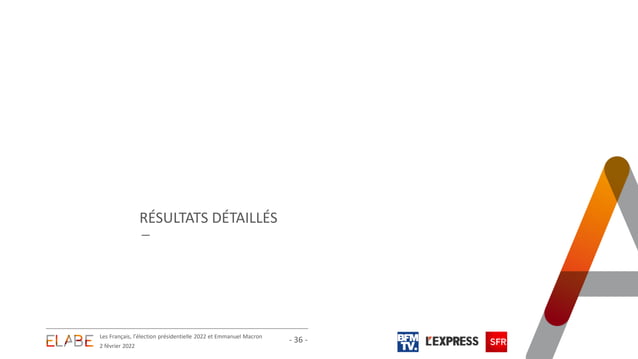 RÉSULTATS DÉTAILLÉS
ELABE
Les Français, l'élection présidentielle 2022 et Emmanuel Macron
2 février 2022
- 36 -
BFM
TV.
L'EXPRESS
SFR